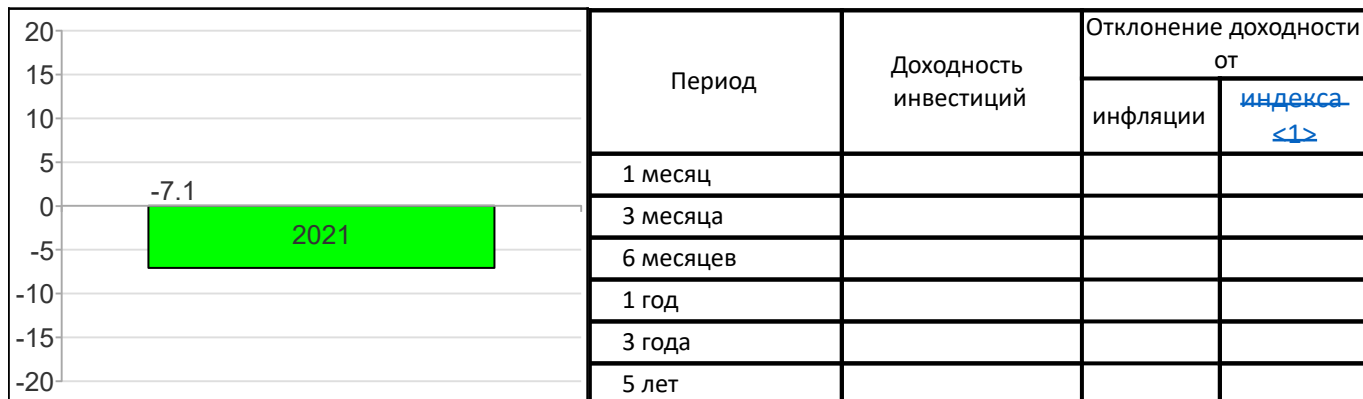 20
15
10
5
0
-5
-10
-15
-20
-7.1
2021
Период
Доходность
инвестиций
Отклонение доходности
от
инфляции
индекса
<1>
1 месяц
3 месяца
6 месяцев
1 год
3 года
5 лет